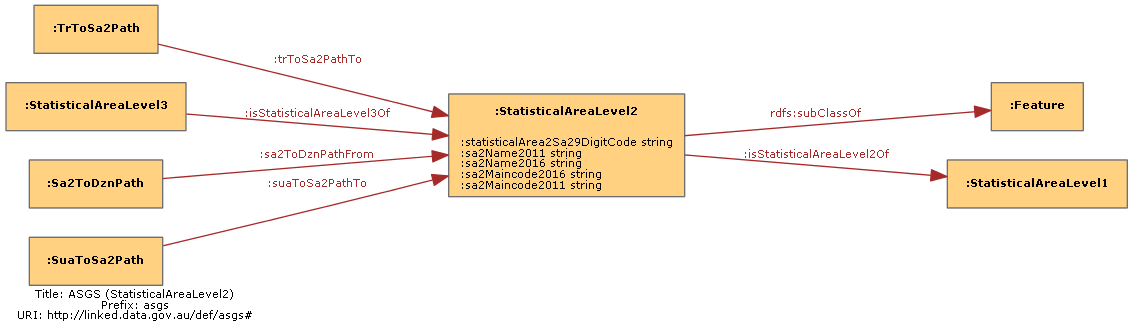 :TrToSa2Path
:trToSa2PathTo
:StatisticalAreaLevel3
:isStatisticalAreaLevel3Of
:Sa2ToDznPath
:sa2ToDznPathFrom
:SuaToSa2Path
:suaToSa2PathTo
:StatisticalAreaLevel2
:statisticalArea2Sa29DigitCode string
:sa2Name2011 string
:sa2Name2016 string
:sa2Maincode2016 string
:sa2Maincode2011 string
rdfs:subClassOf
:Feature
:isStatisticalAreaLevel2Of
:StatisticalAreaLevel1
Title: ASGS (StatisticalAreaLevel2)
Prefix: asgs
URI: http://linked.data.gov.au/def/asgs#